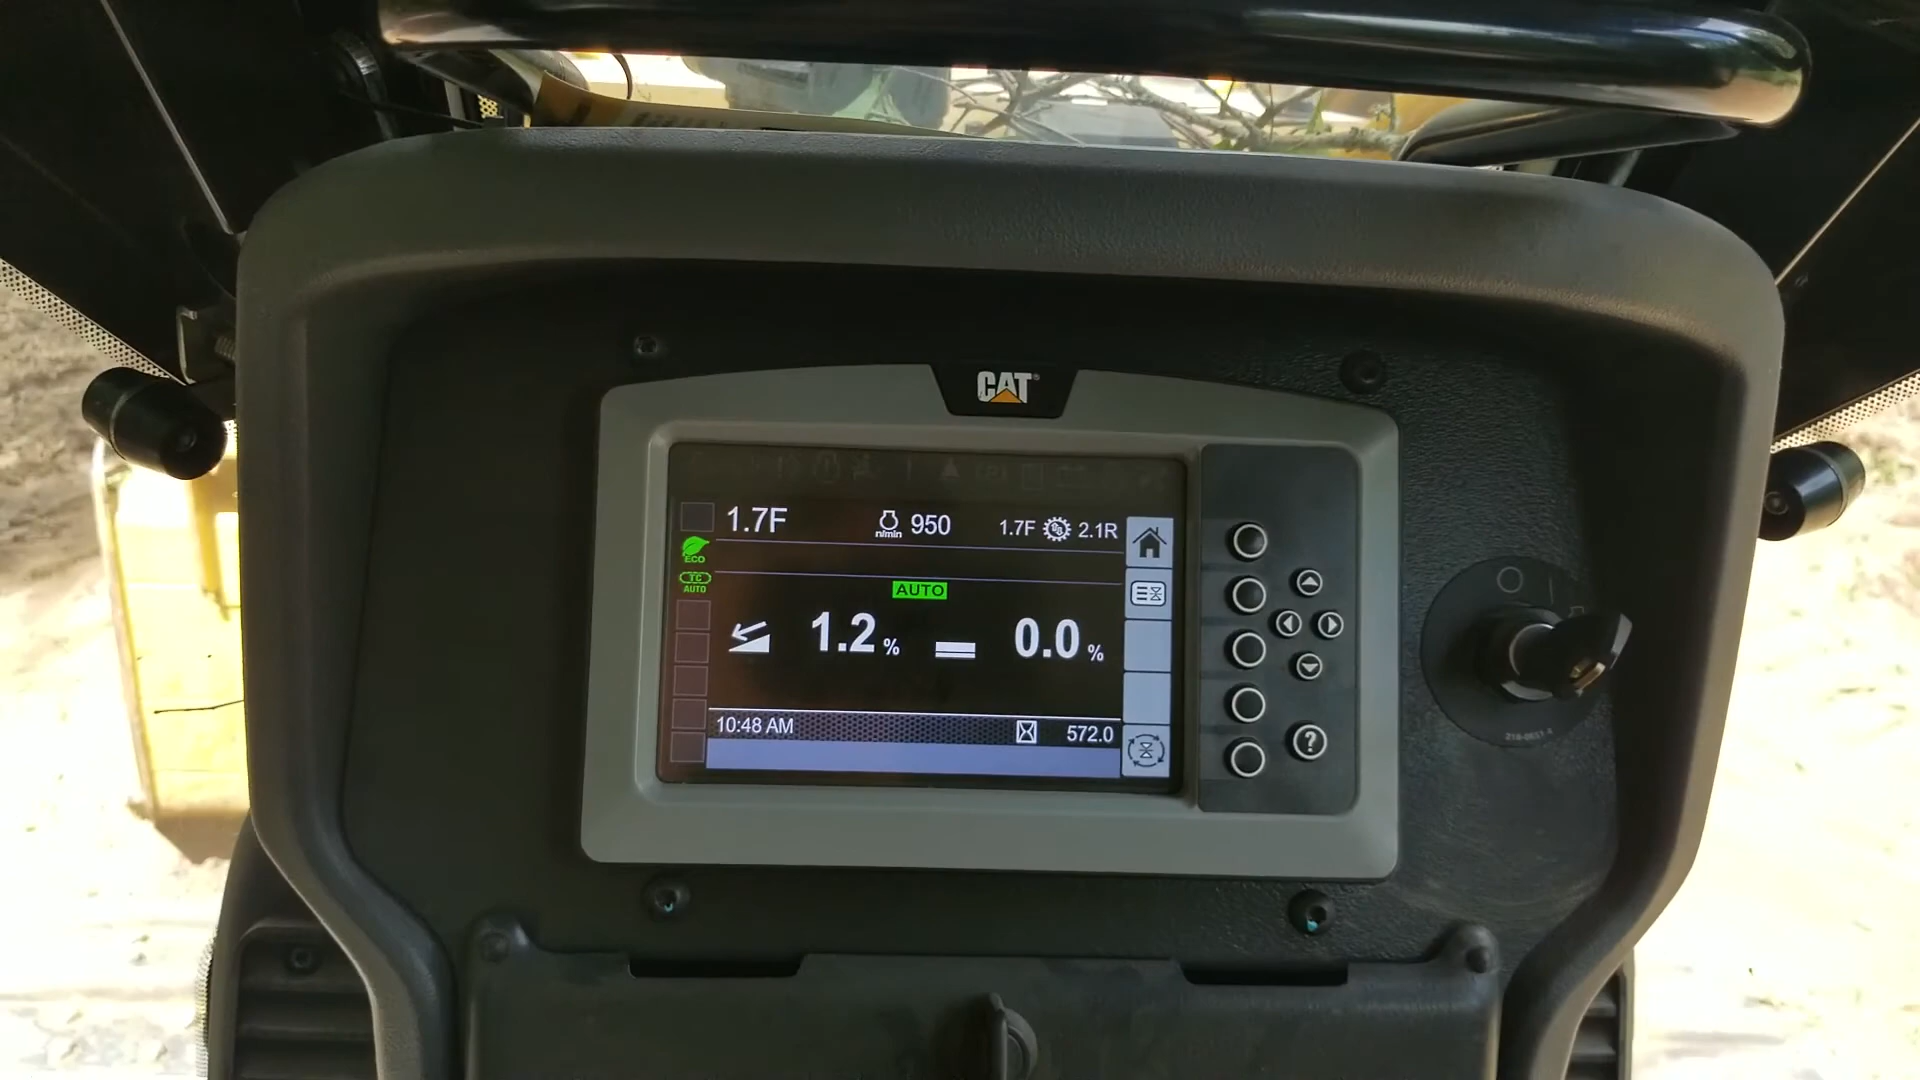 CAT®
1.7F
n/min
950
1.7F
2.1R
ECO
TC
AUTO
AUTO
1.2 %
0.0 %
10:48 AM
572.0
?